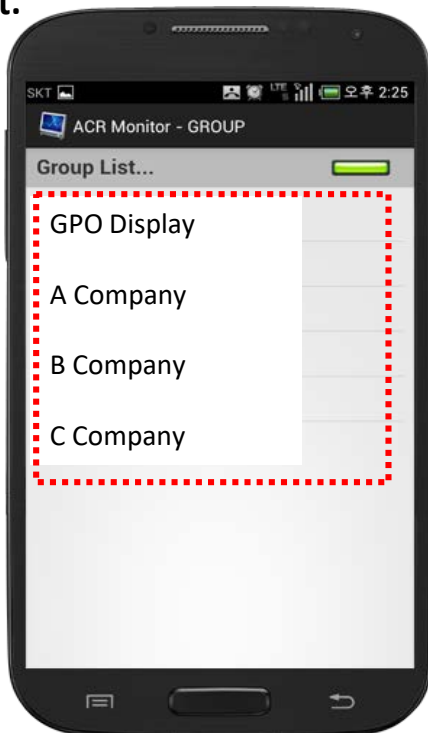 t.
SKT LTE 오후 2:25
ACR Monitor - GROUP
Group List...
GPO Display
A Company
B Company
C Company